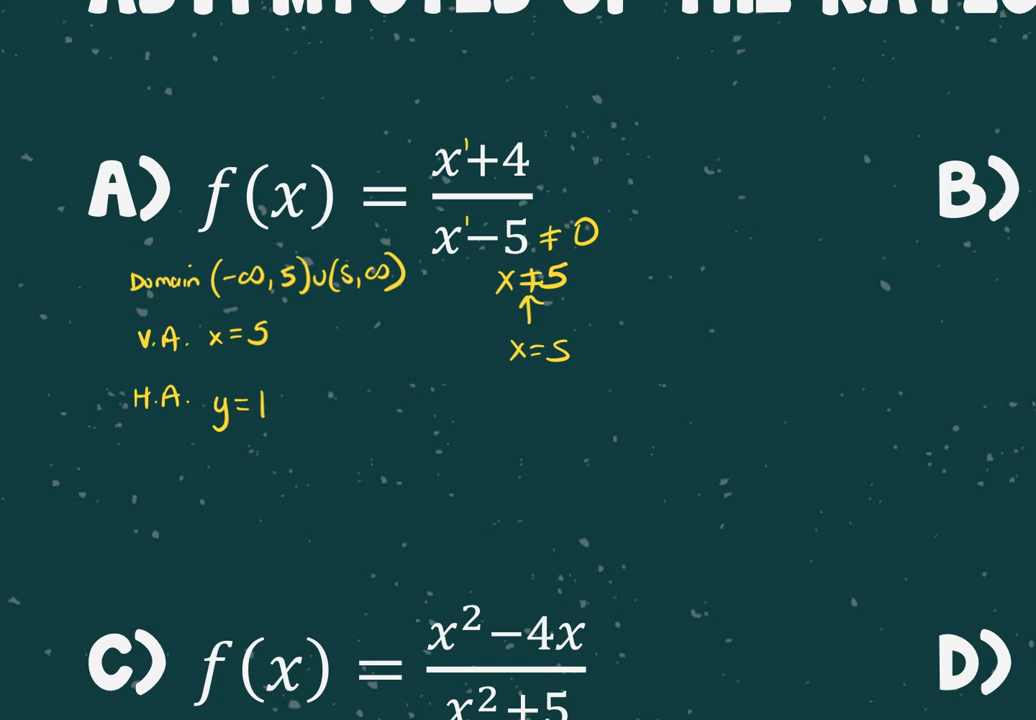 A) f(x) = (x¹+4)/(x¹−5) ≠ 0
B)
Domain (-∞, 5)∪(5, ∞)
x≠5
↑
V.A. x=5
x=5
H.A. y=1
C) f(x) = (x²−4x)/(x²+5)
D)